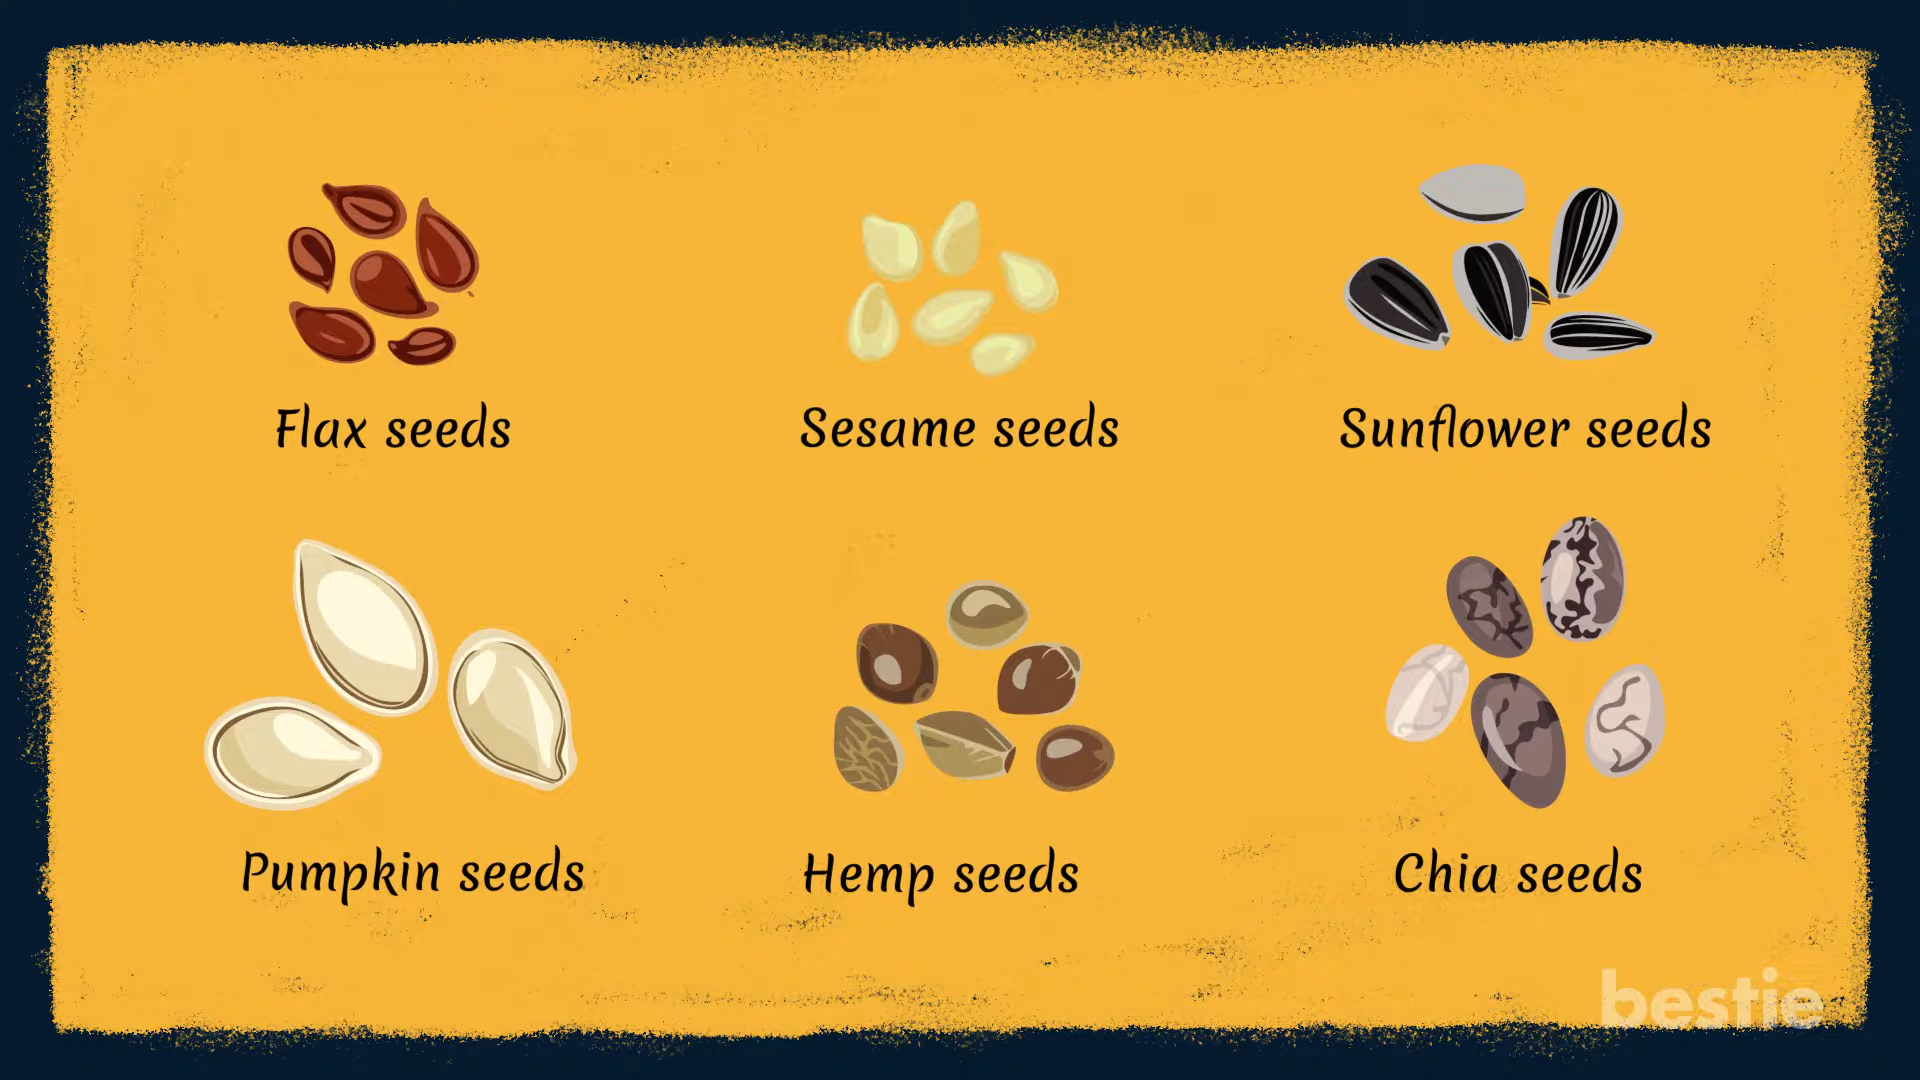 Flax seeds
Sesame seeds
Sunflower seeds
Pumpkin seeds
Hemp seeds
Chia seeds
bestie